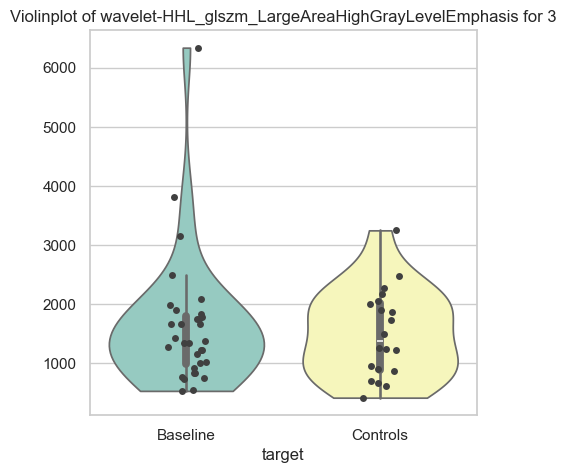 Violinplot of wavelet-HHL_glszm_LargeAreaHighGrayLevelEmphasis for 3
6000
5000
4000
3000
2000
1000
Baseline Controls
target